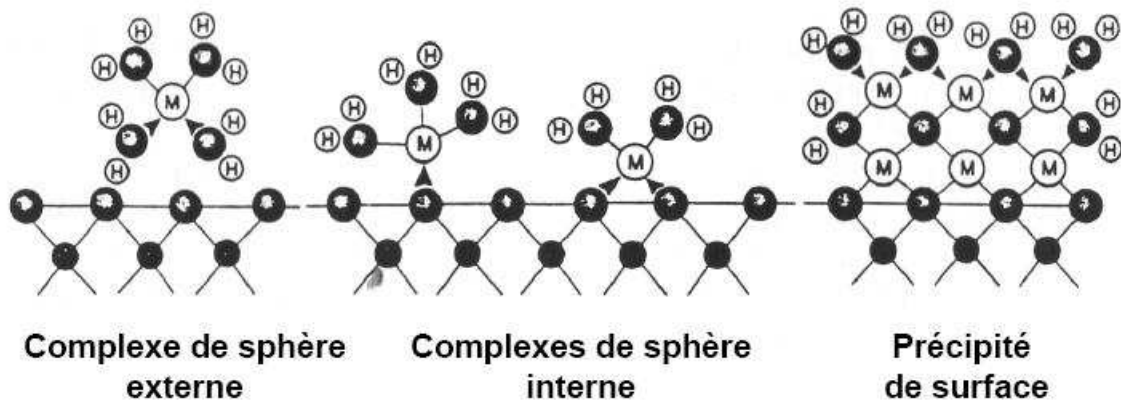 H H H H H H H H
M
H H H H H H
M
H H H H
M
H H H H H H H H
M M M
H H
H H
M M M
Complexe de sphère
externe
Complexes de sphère
interne
Précipité
de surface